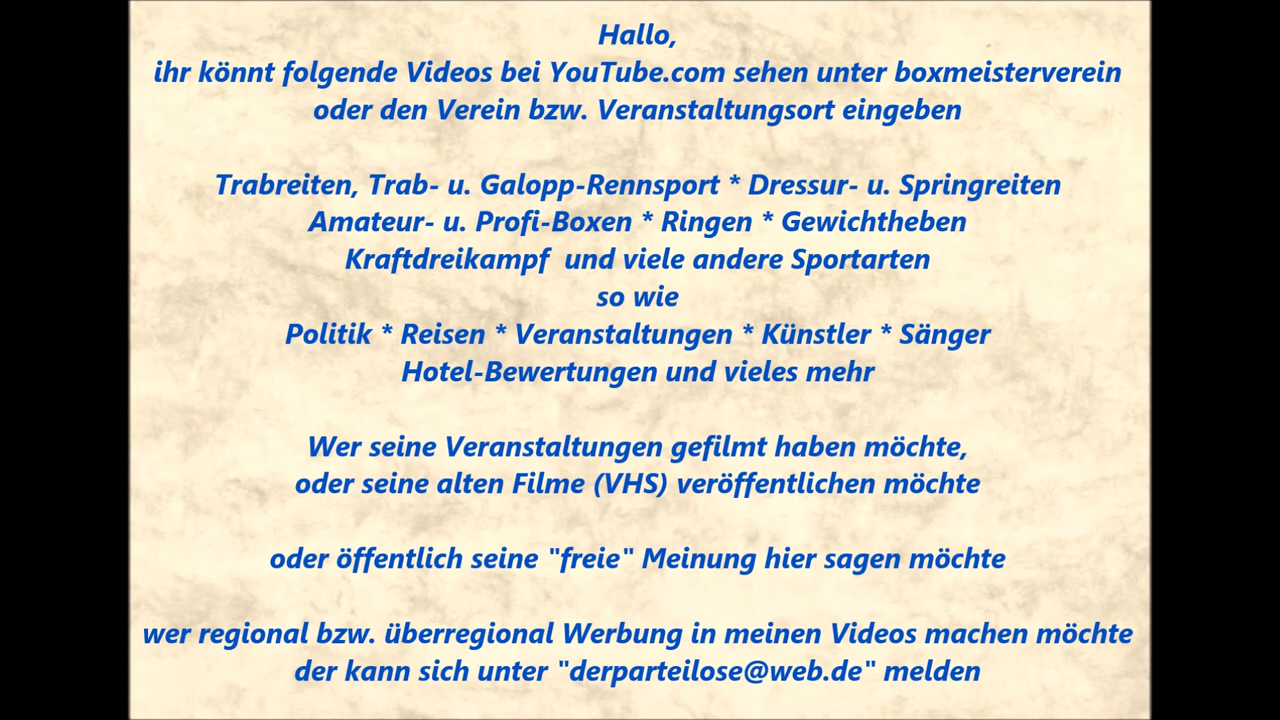 Hallo,
ihr könnt folgende Videos bei YouTube.com sehen unter boxmeisterverein
oder den Verein bzw. Veranstaltungsort eingeben
Trabreiten, Trab- u. Galopp-Rennsport * Dressur- u. Springreiten
Amateur- u. Profi-Boxen * Ringen * Gewichtheben
Kraftdreikampf  und viele andere Sportarten
so wie
Politik * Reisen * Veranstaltungen * Künstler * Sänger
Hotel-Bewertungen und vieles mehr
Wer seine Veranstaltungen gefilmt haben möchte,
oder seine alten Filme (VHS) veröffentlichen möchte
oder öffentlich seine "freie" Meinung hier sagen möchte
wer regional bzw. überregional Werbung in meinen Videos machen möchte
der kann sich unter "derparteilose@web.de" melden